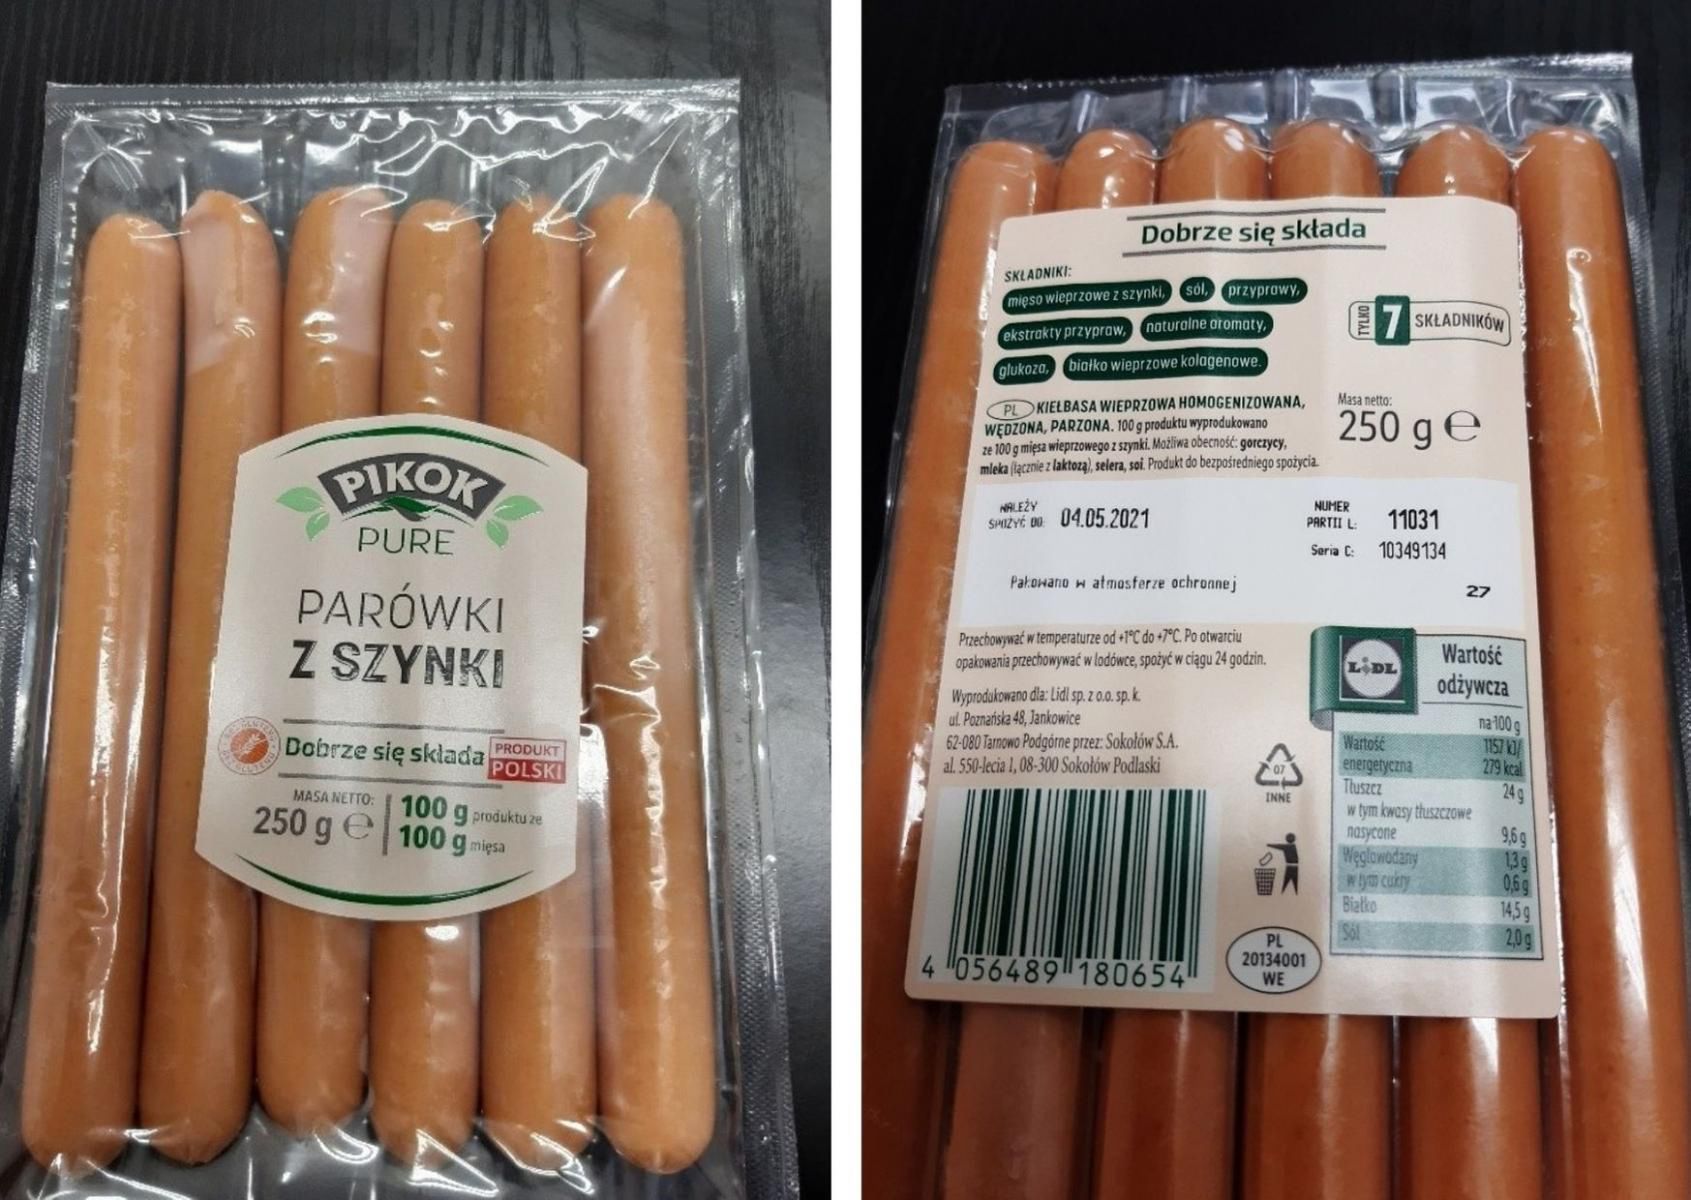 PIKOK
PURE
PARÓWKI
Z SZYNKI
Dobrze się składa
PRODUKT
POLSKI
MASA NETTO:
250 g e
100 g produktu ze
100 g mięsa
Dobrze się składa
SKŁADNIKI:
mięso wieprzowe z szynki, sól, przyprawy,
ekstrakty przypraw, naturalne aromaty,
glukoza, białko wieprzowe kolagenowe.
TYLKO 7 SKŁADNIKÓW
PL KIEŁBASA WIEPRZOWA HOMOGENIZOWANA,
WĘDZONA, PARZONA. 100 g produktu wyprodukowano
ze 100 g mięsa wieprzowego z szynki. Możliwa obecność: gorczycy,
mleka (łącznie z laktozą), selera, soi. Produkt do bezpośredniego spożycia.
Masa netto:
250 g e
NALEŻY
SPOŻYĆ DO: 04.05.2021
NUMER
PARTII L: 11031
Seria C: 10349134
Pakowano w atmosferze ochronnej
27
Przechowywać w temperaturze od +1°C do +7°C. Po otwarciu
opakowania przechowywać w lodówce, spożyć w ciągu 24 godzin.
Wyprodukowano dla: Lidl sp. z o.o. sp. k.
ul. Poznańska 48, Jankowice
62-080 Tarnowo Podgórne przez: Sokołów S.A.
al. 550-lecia 1, 08-300 Sokołów Podlaski
07
INNE
LIDL
Wartość
odżywcza
na 100 g
Wartość 1157 kJ/
energetyczna 279 kcal
Tłuszcz 24 g
w tym kwasy tłuszczowe
nasycone 9,6 g
Węglowodany 1,3 g
w tym cukry 0,6 g
Białko 14,5 g
Sól 2,0 g
4 056489 180654
PL
20134001
WE